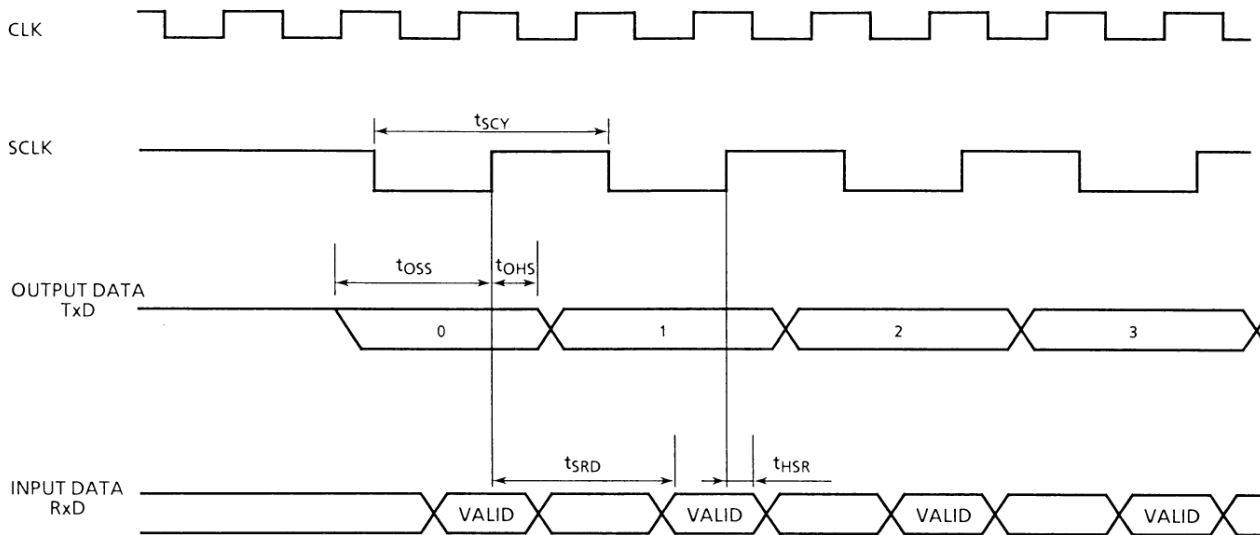 CLK
tSCY
SCLK
tOSS
tOHS
OUTPUT DATA
TxD
0
1
2
3
tSRD
tHSR
INPUT DATA
RxD
VALID
VALID
VALID
VALID